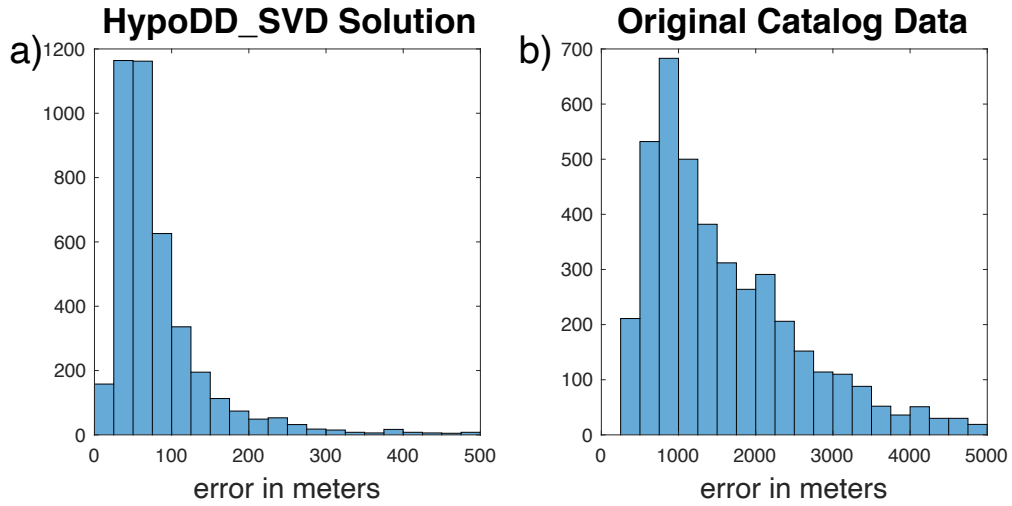 HypoDD_SVD Solution
a)
1200
1000
800
600
400
200
0
0 100 200 300 400 500
error in meters
Original Catalog Data
b)
700
600
500
400
300
200
100
0
0 1000 2000 3000 4000 5000
error in meters